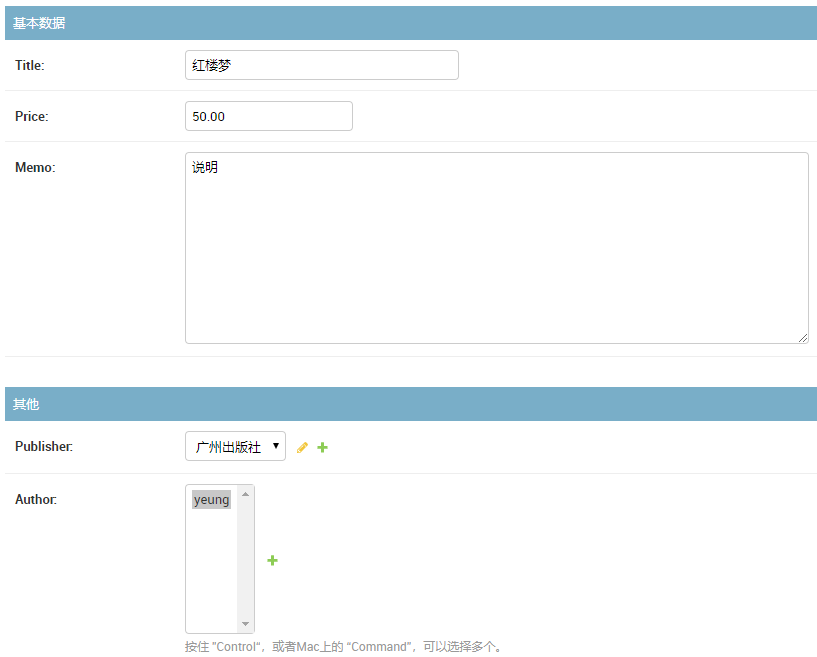 基本数据
Title: 红楼梦
Price: 50.00
Memo: 说明
其他
Publisher: 广州出版社
Author: yeung
按住 "Control"，或者Mac上的 "Command"，可以选择多个。